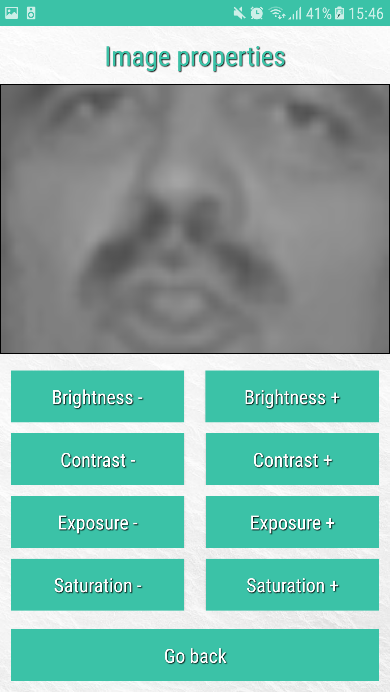 41% 15:46
Image properties
Brightness - Brightness +
Contrast - Contrast +
Exposure - Exposure +
Saturation - Saturation +
Go back